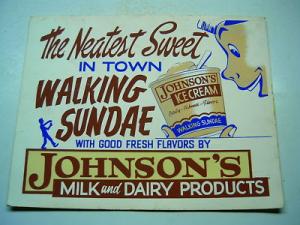 The Neatest Sweet
IN TOWN
WALKING
SUNDAE
JOHNSON'S
ICE CREAM
WALKING SUNDAE
WITH GOOD FRESH FLAVORS BY
JOHNSON'S
MILK and DAIRY PRODUCTS